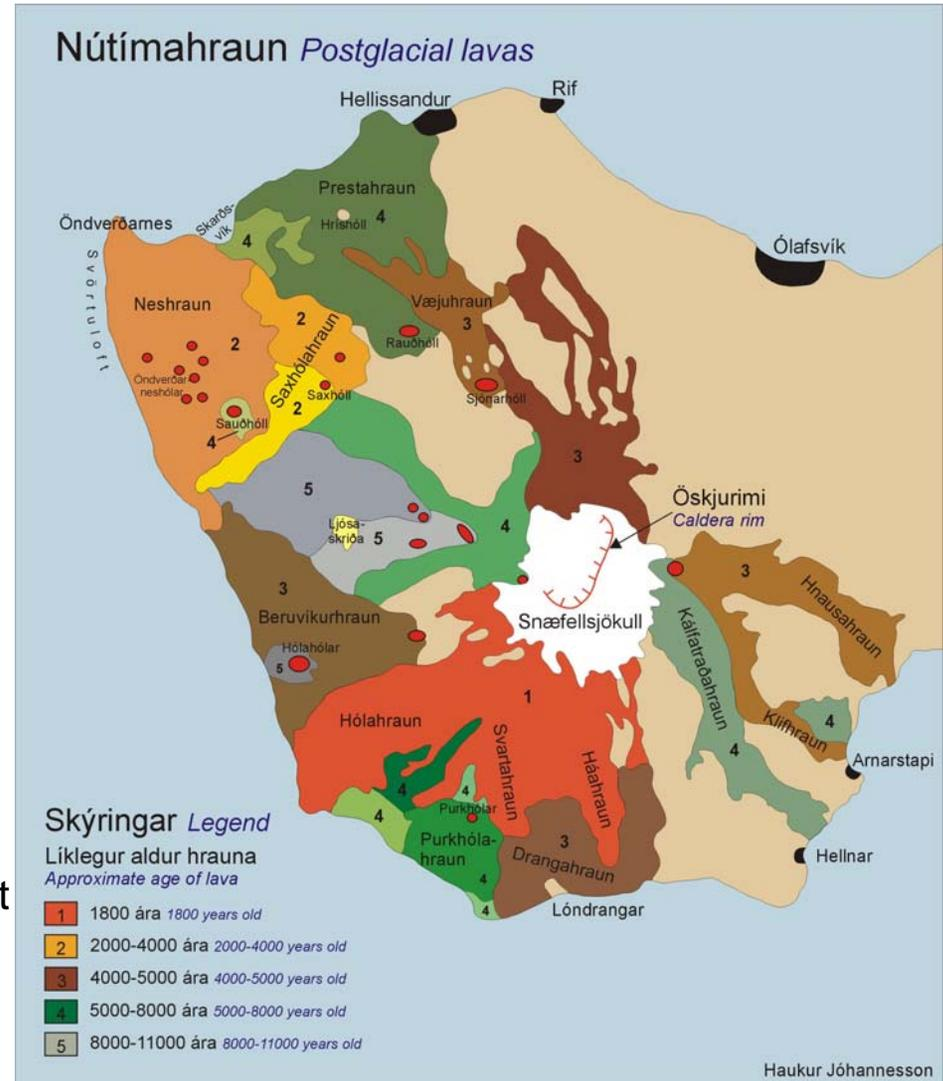 Nútímahraun Postglacial lavas
Rif
Hellissandur
Prestahraun
4
Hríshóll
Skarðs-
vík
4
Öndverðarnes
Svörtuloft
Ólafsvík
Neshraun
2
2
Saxhólahraun
Væjuhraun
3
Rauðhóll
Öndverðar-
neshólar
Saxhóll
2
Sjónarhóll
Sauðhóll
4
3
5
Ljósa-
skriða
5
4
Öskjurimi
Caldera rim
3
Hnausahraun
3
Beruvíkurhraun
Snæfellsjökull
Kálfatraðahraun
4
Hólahólar
5
1
Hólahraun
Svartahraun
Háahraun
Klifhraun
4
Arnarstapi
4
4
Purkhólar
4
Purkhóla-
hraun
4
4
3
Drangahraun
Hellnar
Lóndrangar
Skýringar Legend
Líklegur aldur hrauna
Approximate age of lava
t
1 1800 ára 1800 years old
2 2000-4000 ára 2000-4000 years old
3 4000-5000 ára 4000-5000 years old
4 5000-8000 ára 5000-8000 years old
5 8000-11000 ára 8000-11000 years old
Haukur Jóhannesson